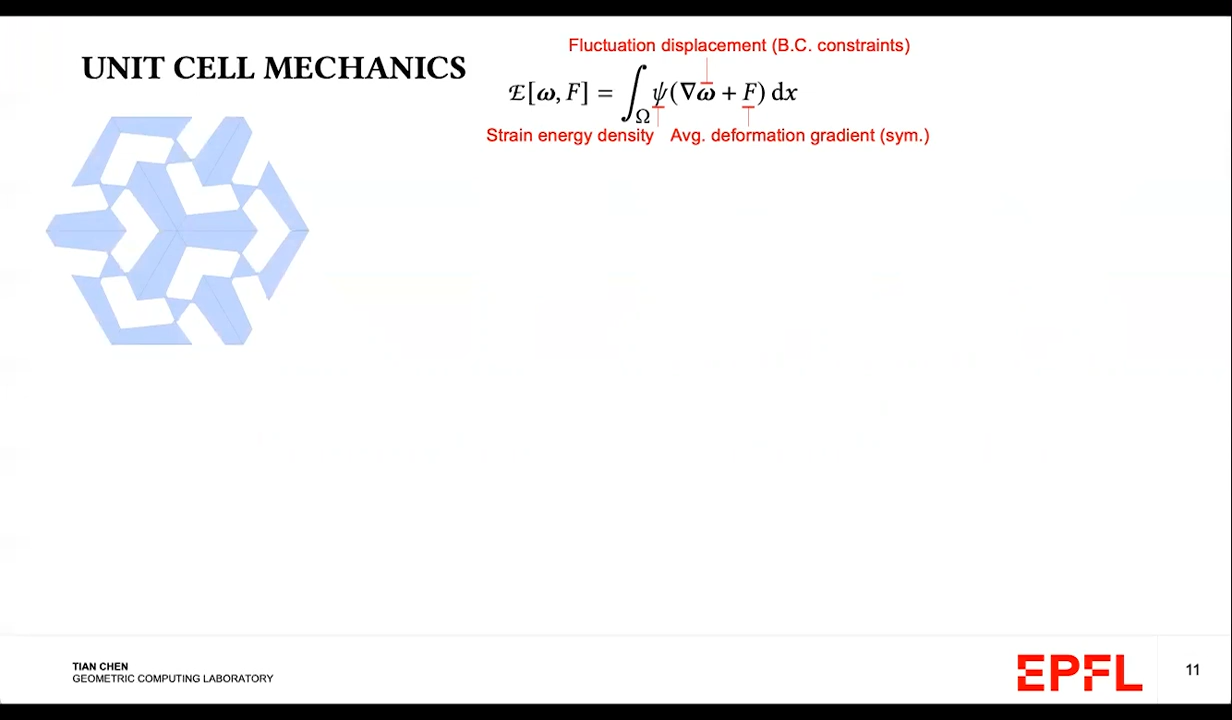 UNIT CELL MECHANICS
Fluctuation displacement (B.C. constraints)
ℰ[ω, F] = ∫_Ω ψ(∇ω + F) dx
Strain energy density Avg. deformation gradient (sym.)
TIAN CHEN
GEOMETRIC COMPUTING LABORATORY
EPFL
11